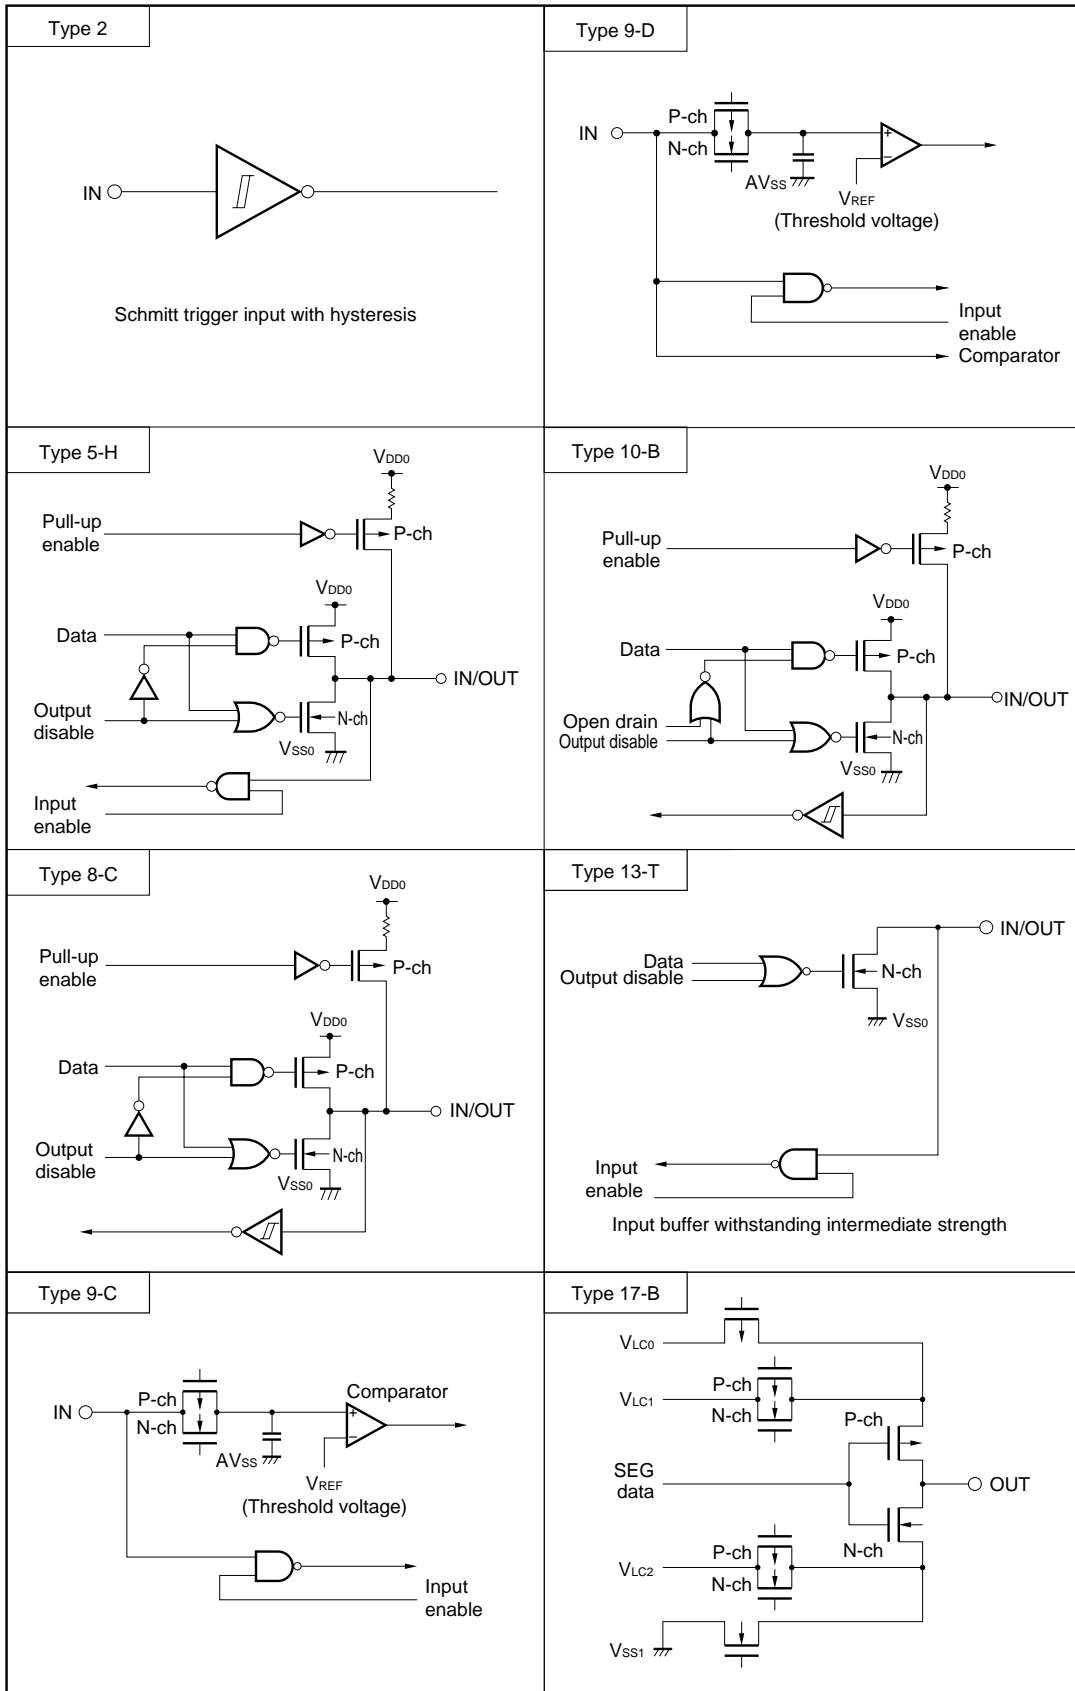 Type 2
IN
Schmitt trigger input with hysteresis
Type 9-D
P-ch
IN
N-ch
+
−
AVSS
VREF
(Threshold voltage)
Input
enable
Comparator
Type 5-H
VDD0
Pull-up
enable
P-ch
VDD0
Data
P-ch
IN/OUT
Output
disable
N-ch
VSS0
Input
enable
Type 10-B
VDD0
Pull-up
enable
P-ch
VDD0
Data
P-ch
IN/OUT
Open drain
Output disable
N-ch
VSS0
Type 8-C
VDD0
Pull-up
enable
P-ch
VDD0
Data
P-ch
IN/OUT
Output
disable
N-ch
VSS0
Type 13-T
IN/OUT
Data
Output disable
N-ch
VSS0
Input
enable
Input buffer withstanding intermediate strength
Type 9-C
Comparator
P-ch
IN
N-ch
+
−
AVSS
VREF
(Threshold voltage)
Input
enable
Type 17-B
VLC0
P-ch
VLC1
N-ch
P-ch
SEG
data
OUT
N-ch
P-ch
VLC2
N-ch
VSS1